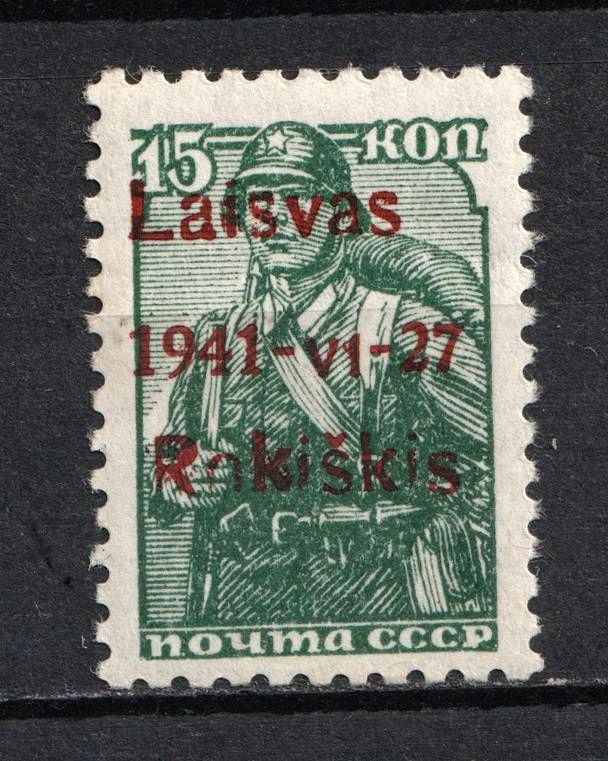 15 КОП
Laisvas
1941-VI-27
Rokiškis
ПОЧТА СССР